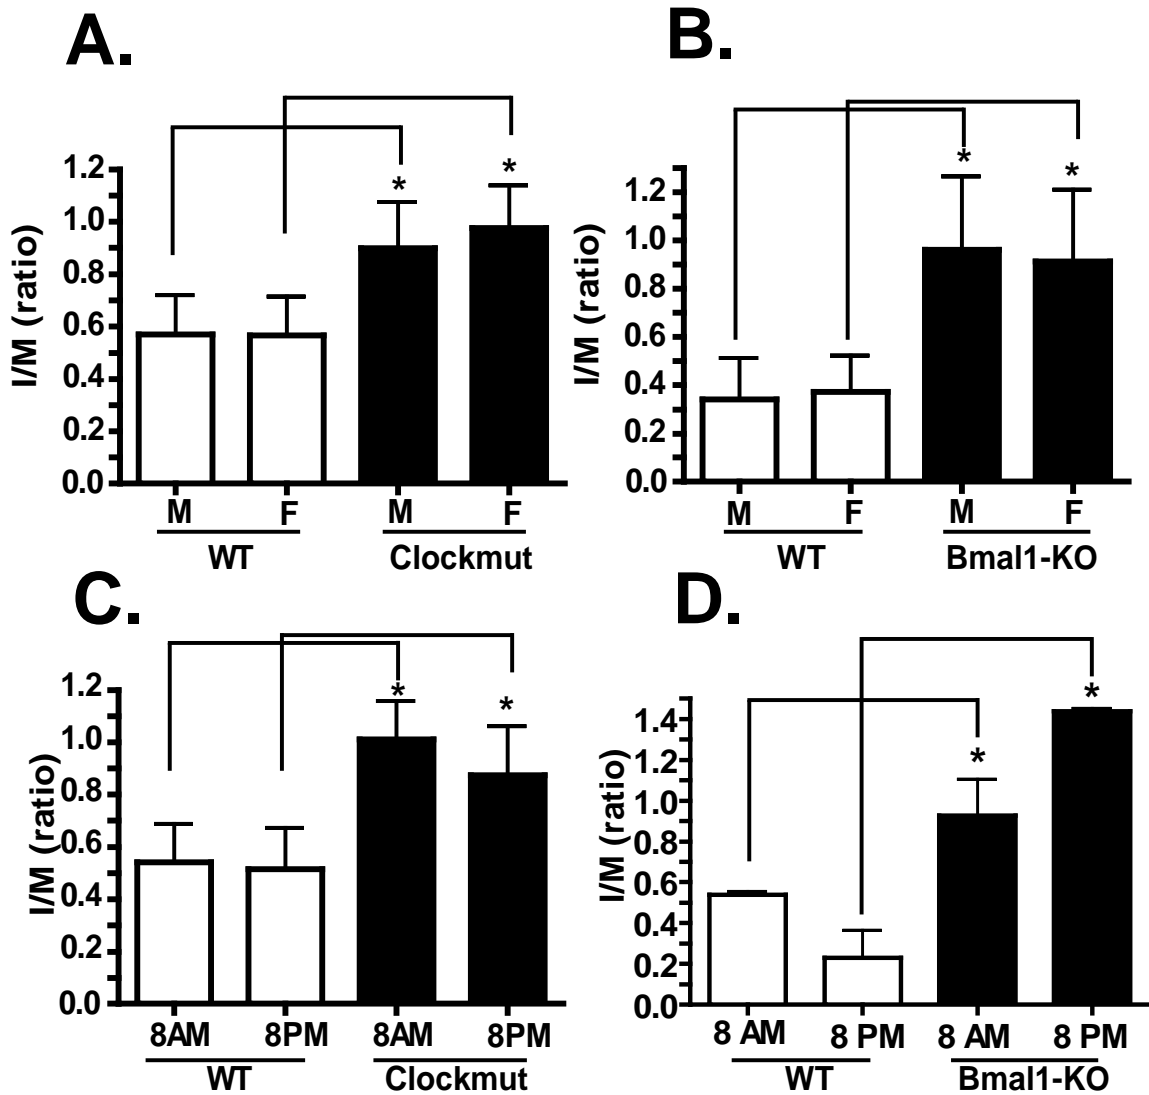 A.
I/M (ratio)
1.2
1.0
0.8
0.6
0.4
0.2
0.0
* *
M F M F
WT Clockmut
B.
I/M (ratio)
1.2
1.0
0.8
0.6
0.4
0.2
0.0
* *
M F M F
WT Bmal1-KO
C.
I/M (ratio)
1.2
1.0
0.8
0.6
0.4
0.2
0.0
* *
8AM 8PM 8AM 8PM
WT Clockmut
D.
I/M (ratio)
1.4
1.2
1.0
0.8
0.6
0.4
0.2
0.0
* *
8 AM 8 PM 8 AM 8 PM
WT Bmal1-KO